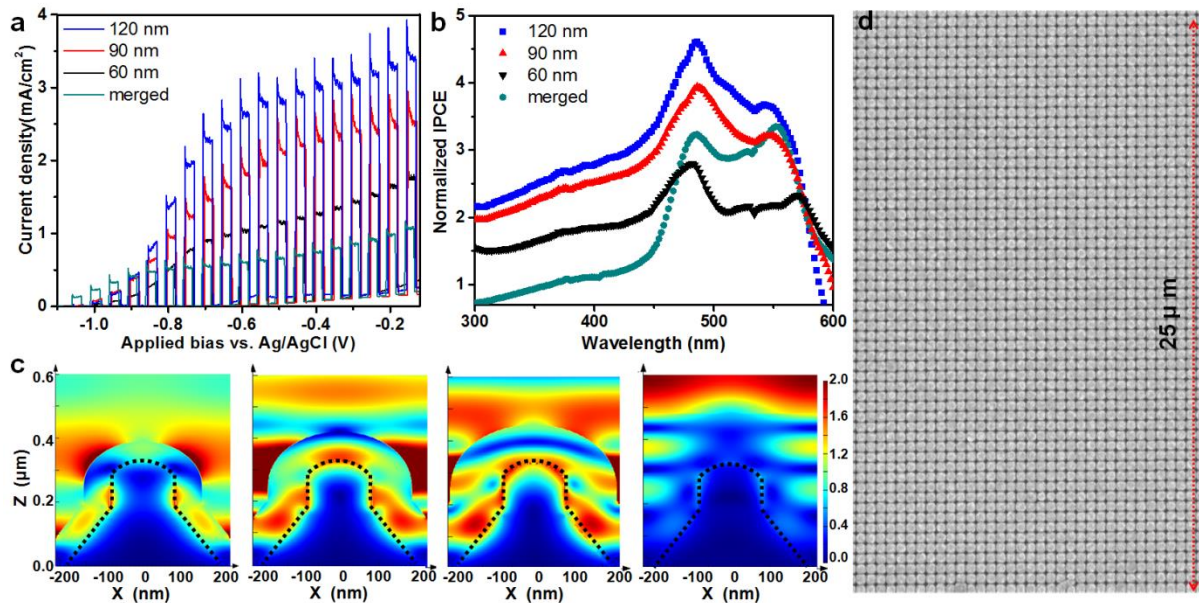 a
120 nm
90 nm
60 nm
merged
Current density(mA/cm²)
4
3
2
1
0
-1.0 -0.8 -0.6 -0.4 -0.2
Applied bias vs. Ag/AgCl (V)
b
120 nm
90 nm
60 nm
merged
Normalized IPCE
5
4
3
2
1
300 400 500 600
Wavelength (nm)
c
Z (μm)
0.6
0.4
0.2
0.0
-200 -100 0 100 200
X (nm)
-200 -100 0 100 200
X (nm)
-200 -100 0 100 200
X (nm)
-200 -100 0 100 200
X (nm)
2.0
1.6
1.2
0.8
0.4
0.0
d
25 μ m